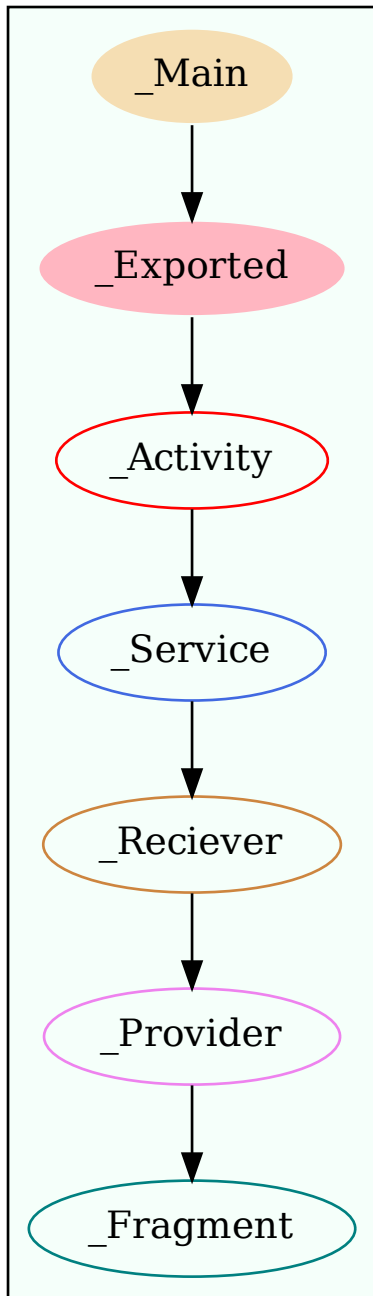 _Main
_Exported
_Activity
_Service
_Reciever
_Provider
_Fragment